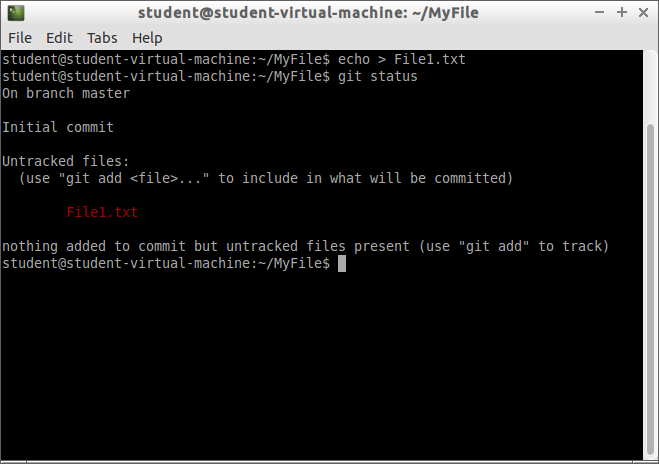 student@student-virtual-machine: ~/MyFile
File Edit Tabs Help
student@student-virtual-machine:~/MyFile$ echo > File1.txt
student@student-virtual-machine:~/MyFile$ git status
On branch master
Initial commit
Untracked files:
  (use "git add <file>..." to include in what will be committed)
        File1.txt
nothing added to commit but untracked files present (use "git add" to track)
student@student-virtual-machine:~/MyFile$